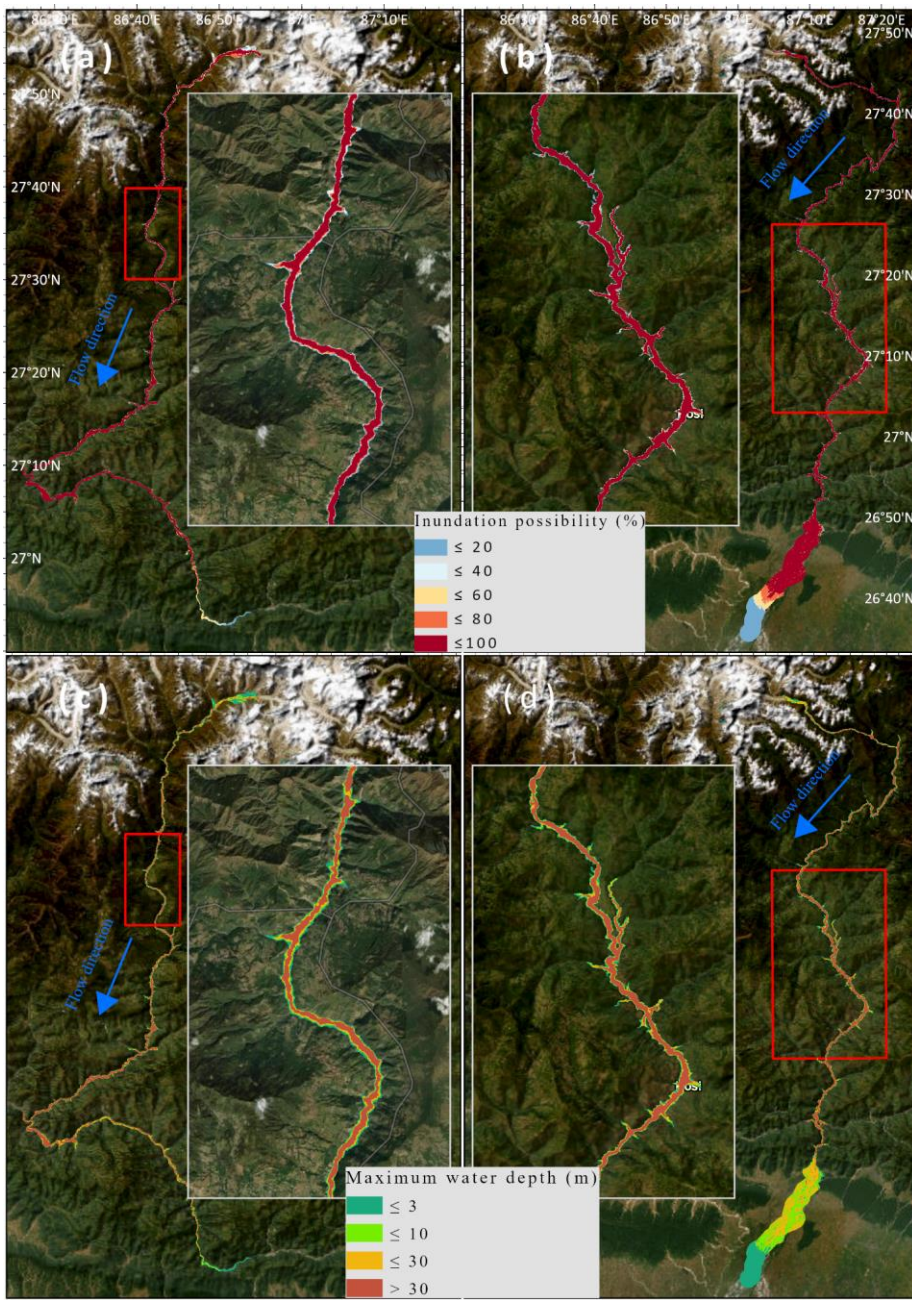 86°30'E 86°40'E 86°50'E 87°E 87°10'E
86°30'E 86°40'E 86°50'E 87°E 87°10'E 87°20'E
(a)
(b)
27°50'N
27°40'N
27°30'N
27°20'N
27°10'N
27°N
27°50'N
27°40'N
27°30'N
27°20'N
27°10'N
27°N
26°50'N
26°40'N
Flow direction
Flow direction
Inundation possibility (%)
≤ 20
≤ 40
≤ 60
≤ 80
≤100
(c)
(d)
Flow direction
Flow direction
Maximum water depth (m)
≤ 3
≤ 10
≤ 30
> 30